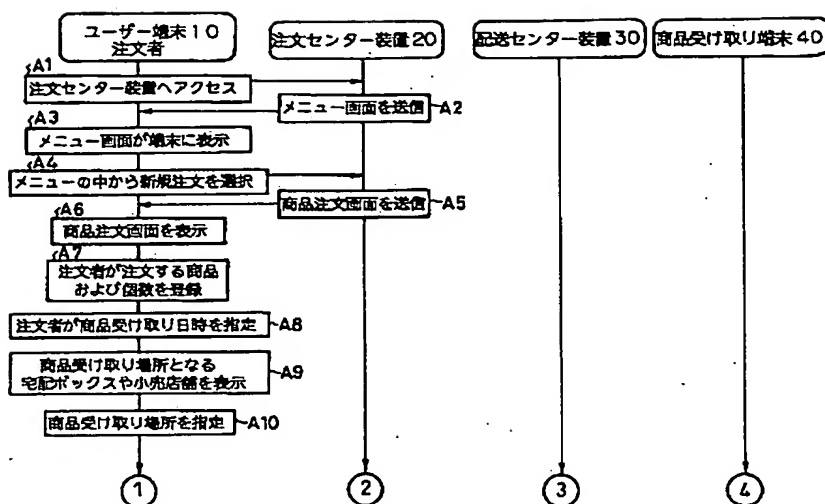 ユーザー端末10
注文者
注文センター装置20
配送センター装置30
商品受け取り端末40
A1
注文センター装置へアクセス
メニュー画面を送信
A2
A3
メニュー画面が端末に表示
A4
メニューの中から新規注文を選択
商品注文画面を送信
A5
A6
商品注文画面を表示
A7
注文者が注文する商品
および個数を登録
注文者が商品受け取り日時を指定
A8
商品受け取り場所となる
宅配ボックスや小売店舗を表示
A9
商品受け取り場所を指定
A10
1
2
3
4